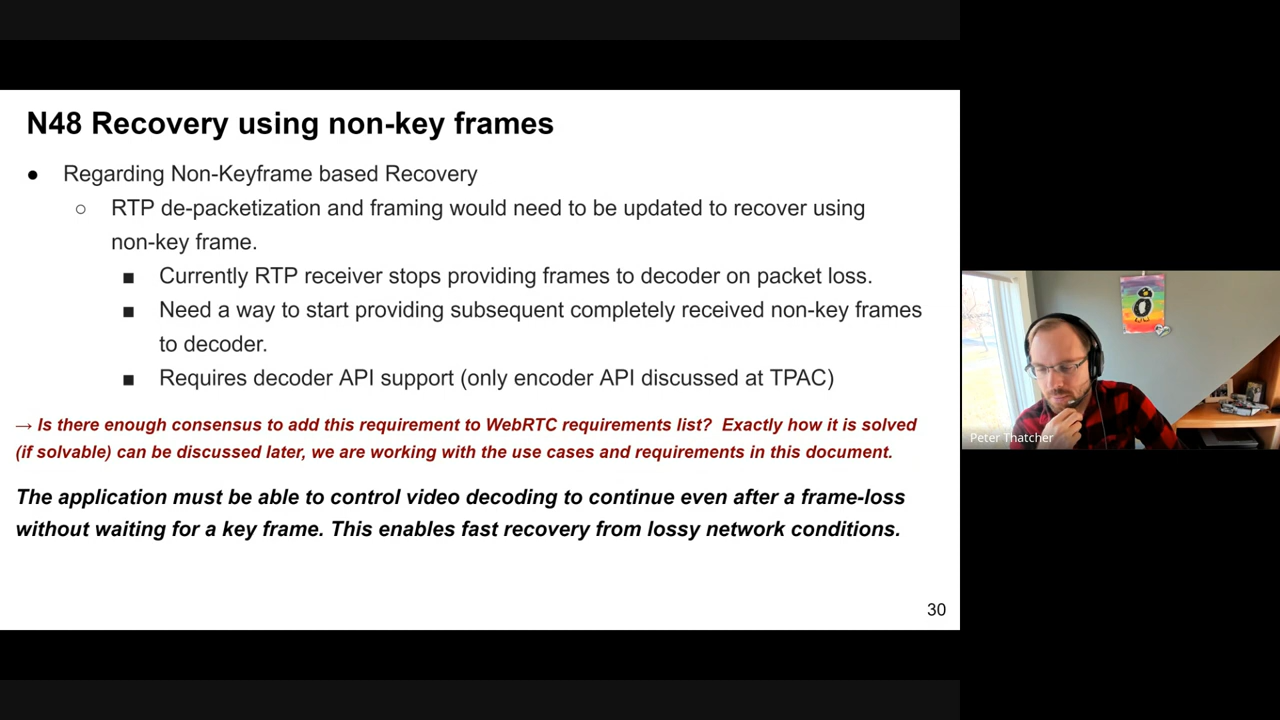 N48 Recovery using non-key frames
● Regarding Non-Keyframe based Recovery
○ RTP de-packetization and framing would need to be updated to recover using
non-key frame.
■ Currently RTP receiver stops providing frames to decoder on packet loss.
■ Need a way to start providing subsequent completely received non-key frames
to decoder.
■ Requires decoder API support (only encoder API discussed at TPAC)
→ Is there enough consensus to add this requirement to WebRTC requirements list? Exactly how it is solved
(if solvable) can be discussed later, we are working with the use cases and requirements in this document.
The application must be able to control video decoding to continue even after a frame-loss
without waiting for a key frame. This enables fast recovery from lossy network conditions.
30
Peter Thatcher